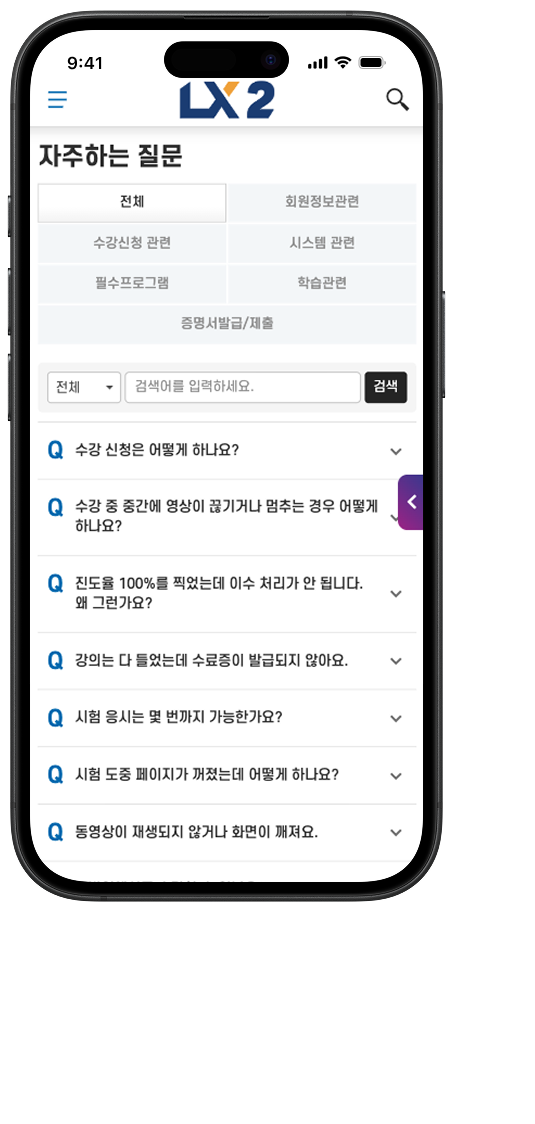 9:41
LX 2
자주하는 질문
전체
회원정보관련
수강신청 관련
시스템 관련
필수프로그램
학습관련
증명서발급/제출
전체
검색어를 입력하세요.
검색
Q 수강 신청은 어떻게 하나요?
Q 수강 중 중간에 영상이 끊기거나 멈추는 경우 어떻게
하나요?
Q 진도율 100%를 찍었는데 이수 처리가 안 됩니다.
왜 그런가요?
Q 강의는 다 들었는데 수료증이 발급되지 않아요.
Q 시험 응시는 몇 번까지 가능한가요?
Q 시험 도중 페이지가 꺼졌는데 어떻게 하나요?
Q 동영상이 재생되지 않거나 화면이 깨져요.